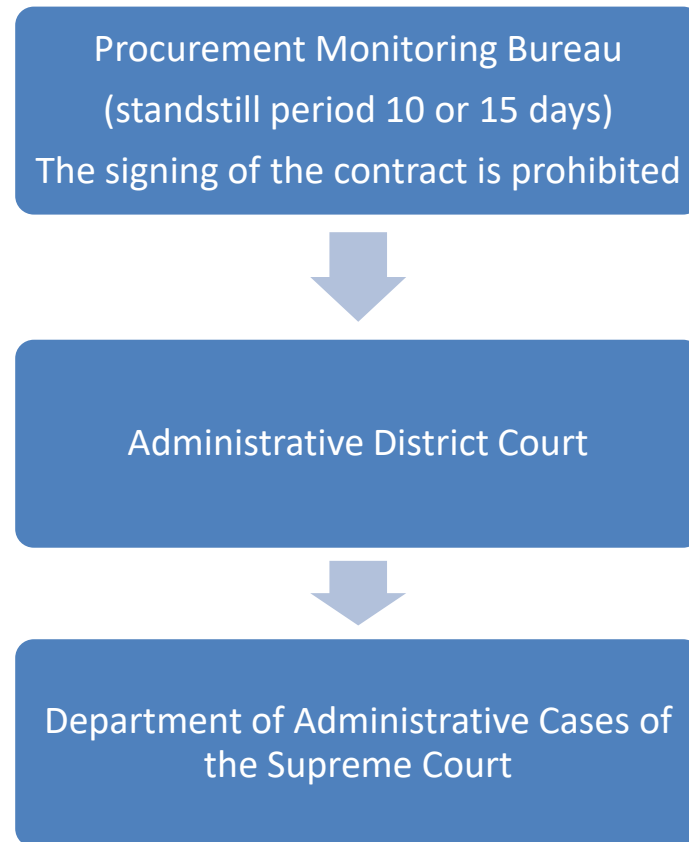 Procurement Monitoring Bureau
(standstill period 10 or 15 days)
The signing of the contract is prohibited
Administrative District Court
Department of Administrative Cases of
the Supreme Court